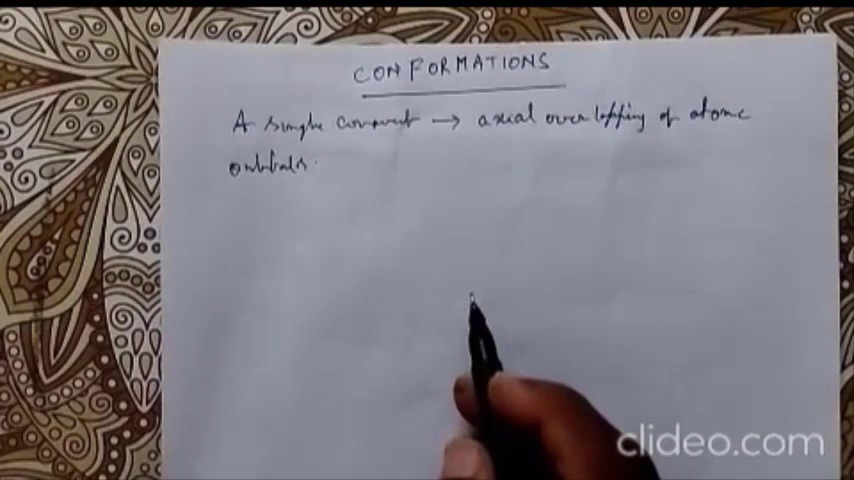 CONFORMATIONS
A single covalent → axial overlapping of atomic
orbitals.
clideo.com